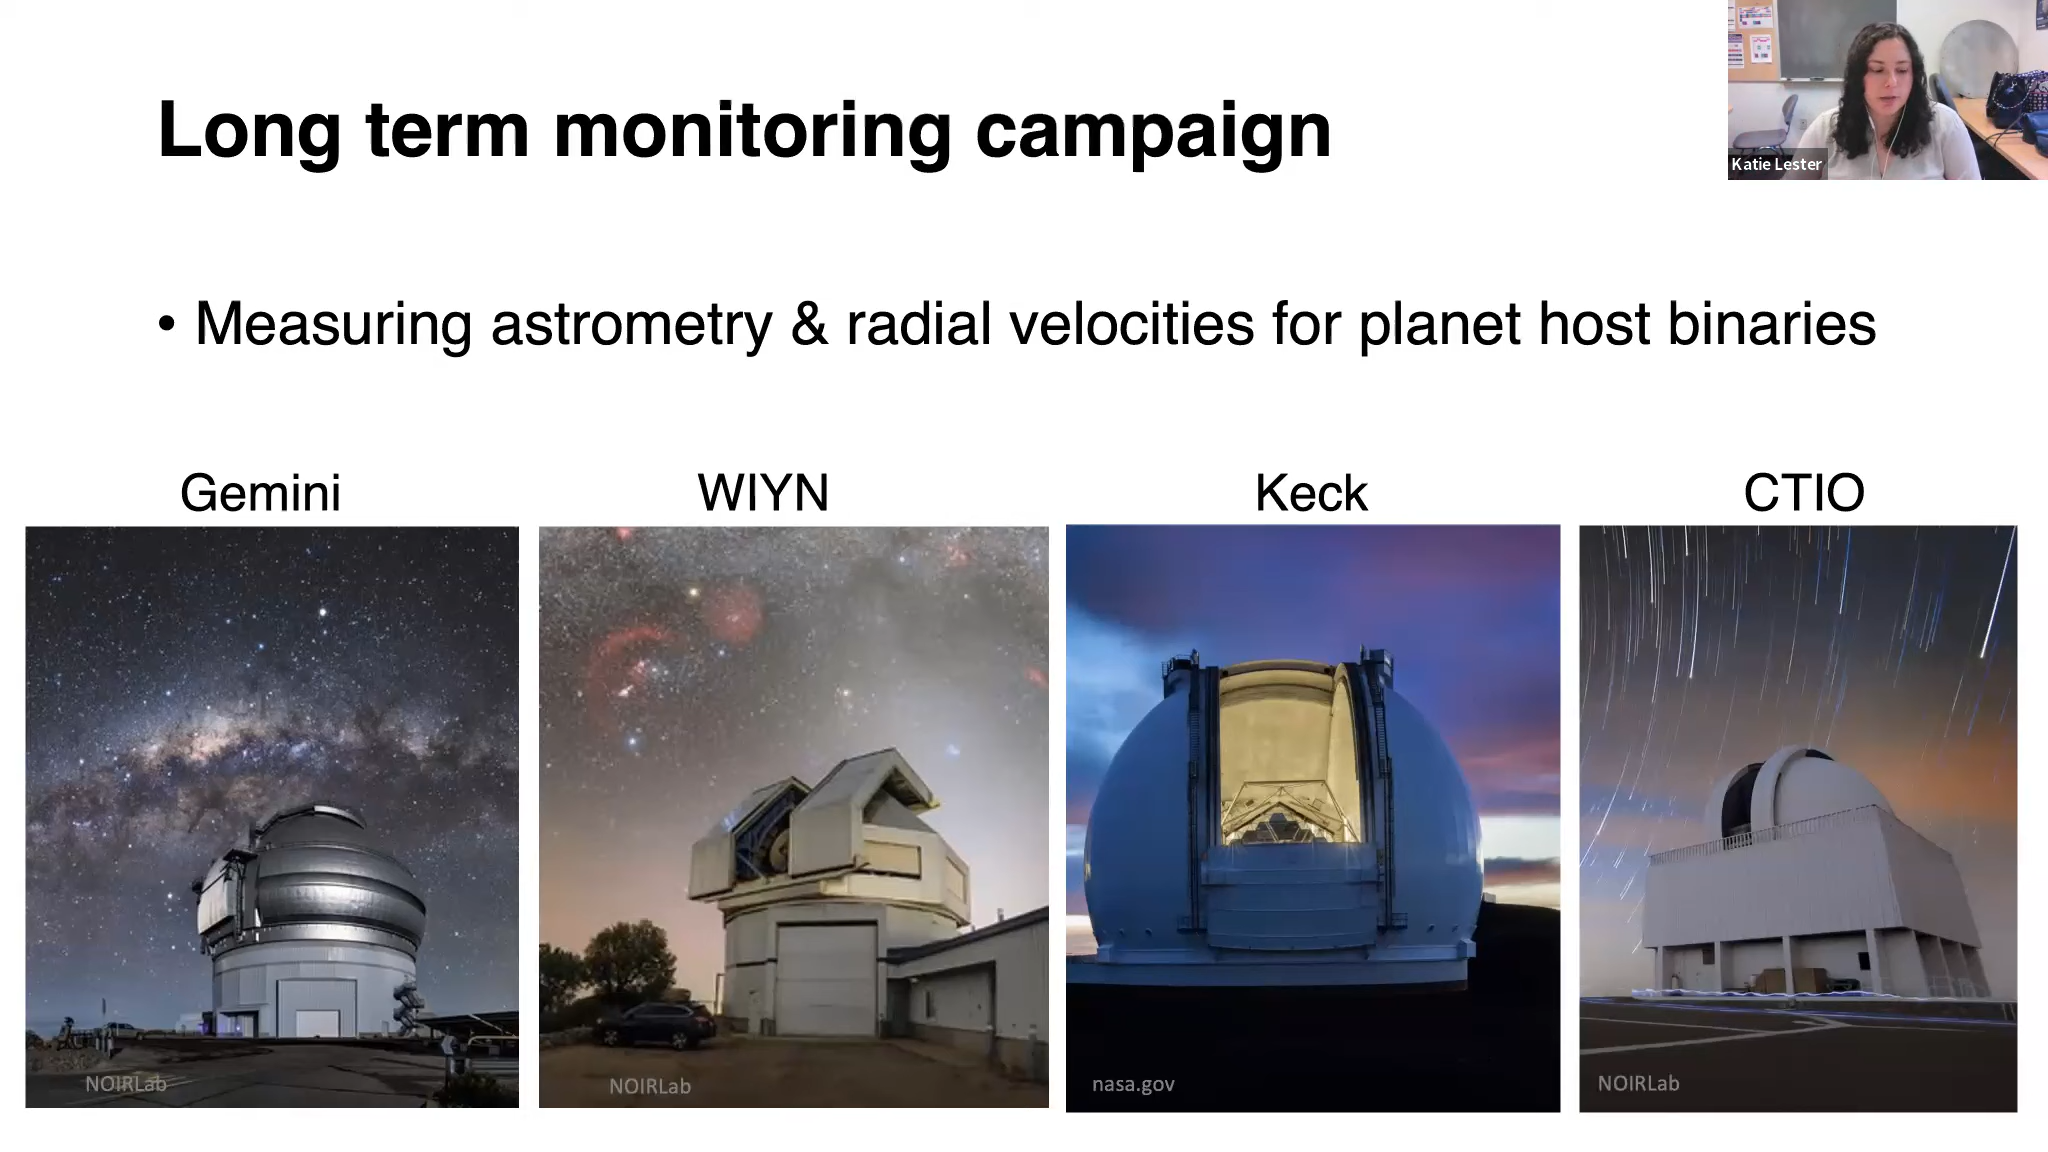 Long term monitoring campaign
Katie Lester
• Measuring astrometry & radial velocities for planet host binaries
Gemini
WIYN
Keck
CTIO
NOIRLab
NOIRLab
nasa.gov
NOIRLab